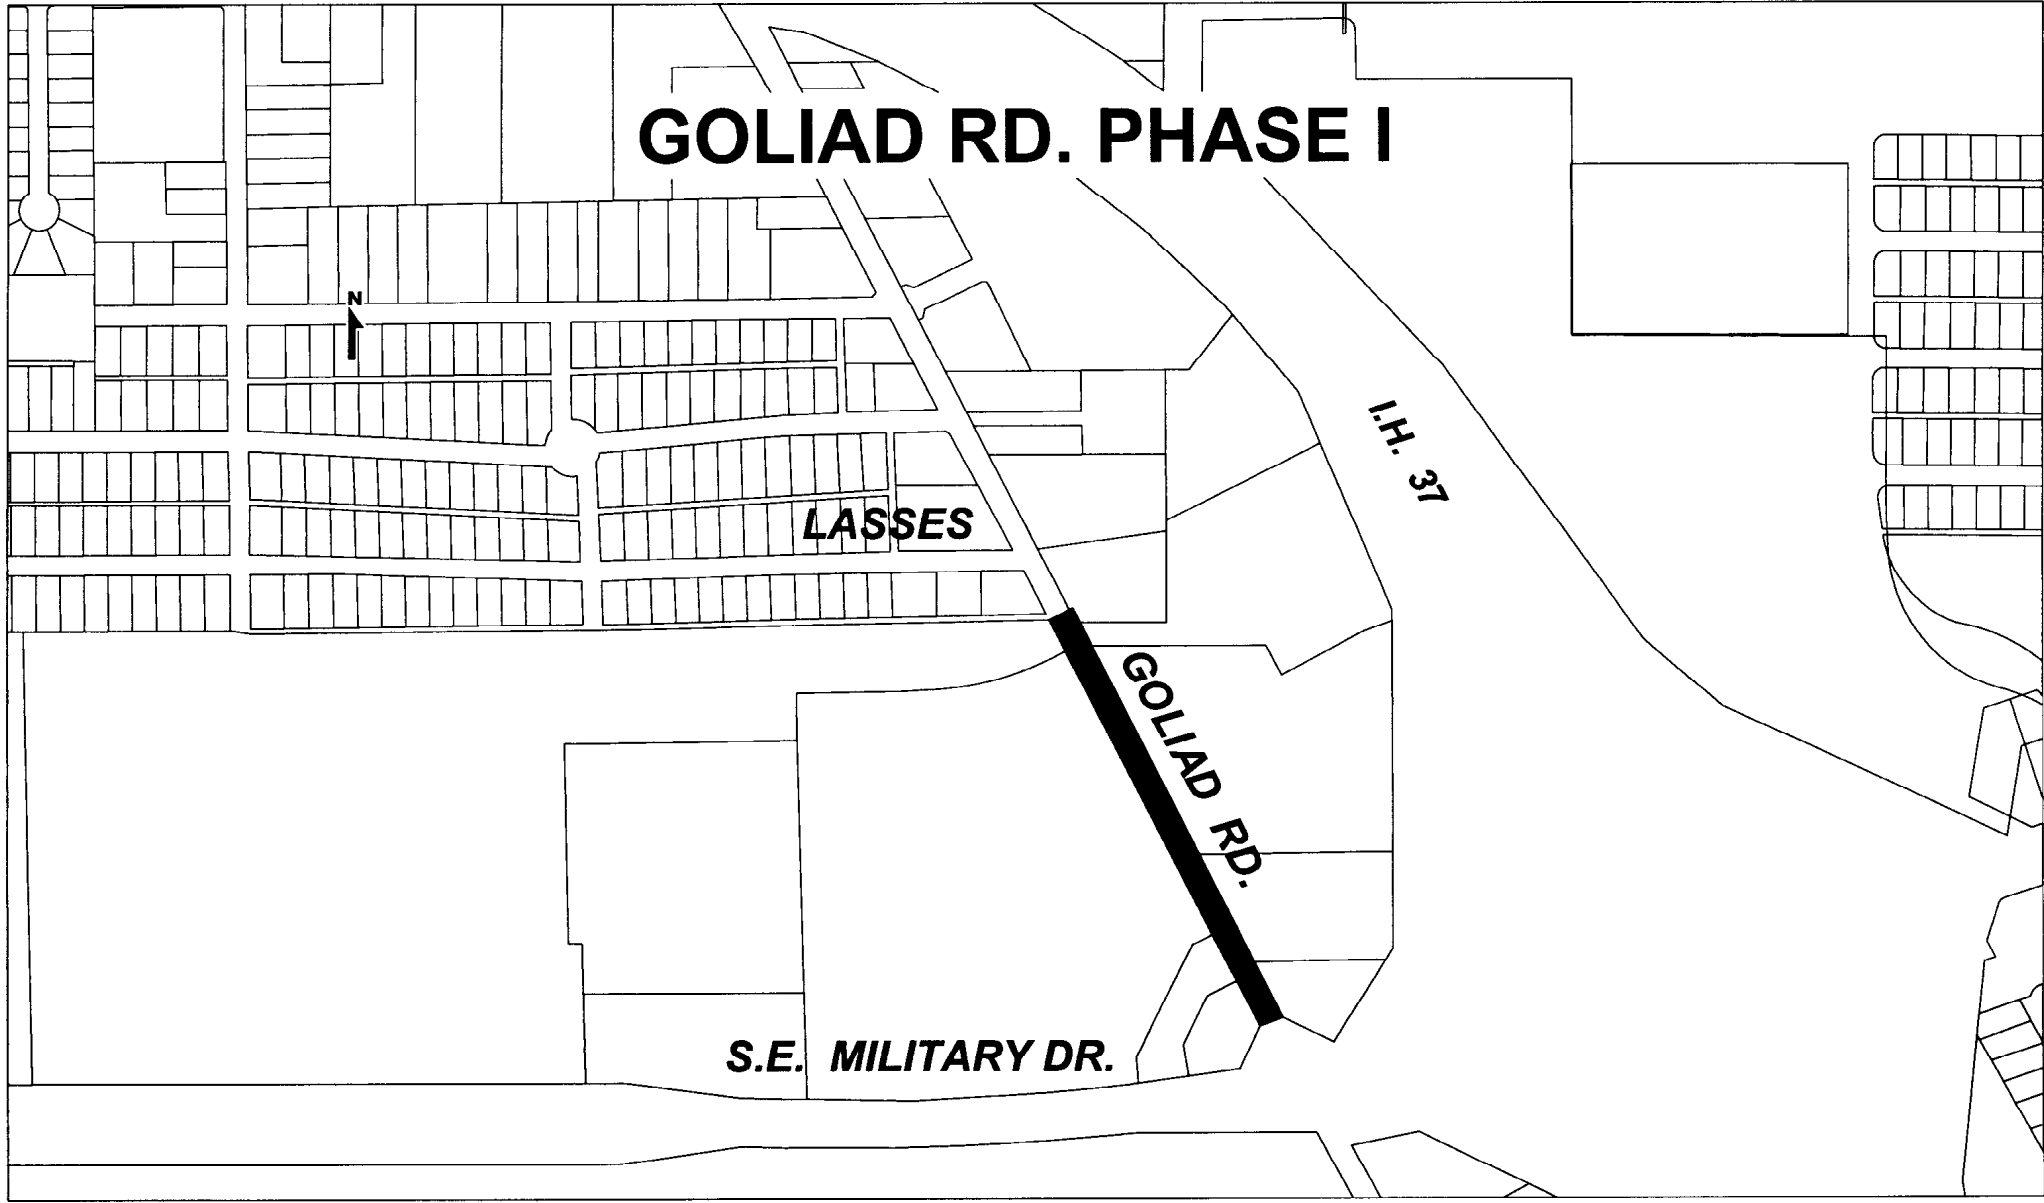 GOLIAD RD. PHASE I
N
I.H. 37
LASSES
GOLIAD RD.
S.E. MILITARY DR.